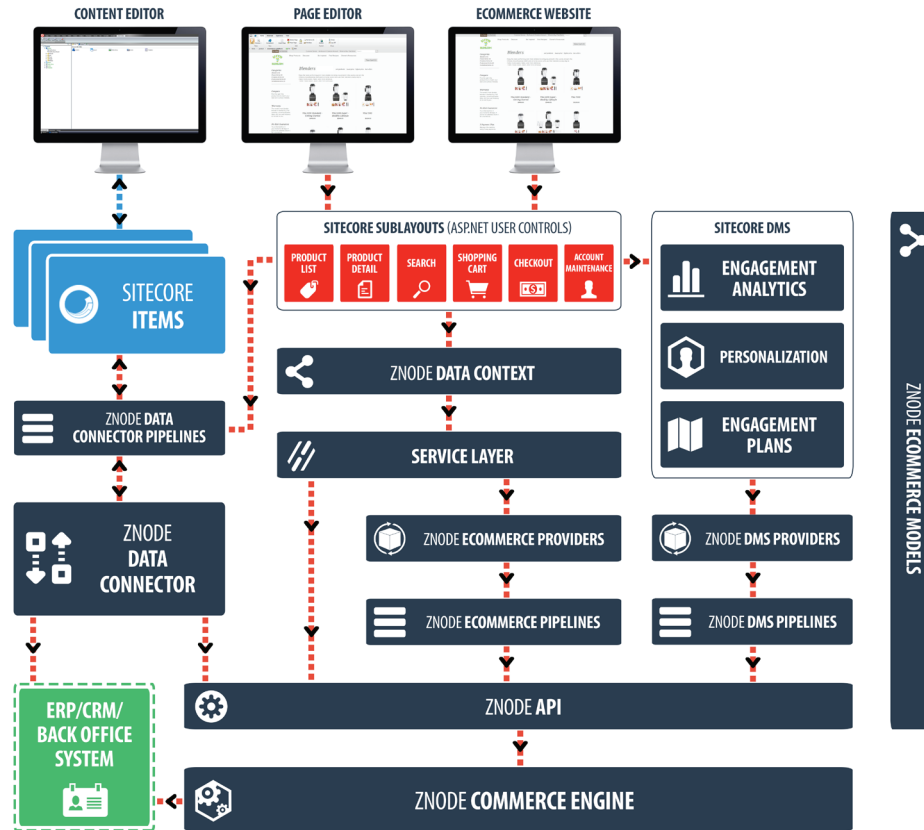 CONTENT EDITOR
PAGE EDITOR
ECOMMERCE WEBSITE
Blenders
SITECORE
ITEMS
ZNODE DATA
CONNECTOR PIPELINES
ZNODE
DATA
CONNECTOR
ERP/CRM/
BACK OFFICE
SYSTEM
SITECORE SUBLAYOUTS (ASP.NET USER CONTROLS)
PRODUCT
LIST
PRODUCT
DETAIL
SEARCH
SHOPPING
CART
CHECKOUT
ACCOUNT
MAINTENANCE
ZNODE DATA CONTEXT
SERVICE LAYER
ZNODE ECOMMERCE PROVIDERS
ZNODE ECOMMERCE PIPELINES
SITECORE DMS
ENGAGEMENT
ANALYTICS
PERSONALIZATION
ENGAGEMENT
PLANS
ZNODE DMS PROVIDERS
ZNODE DMS PIPELINES
ZNODE API
ZNODE COMMERCE ENGINE
ZNODE ECOMMERCE MODELS